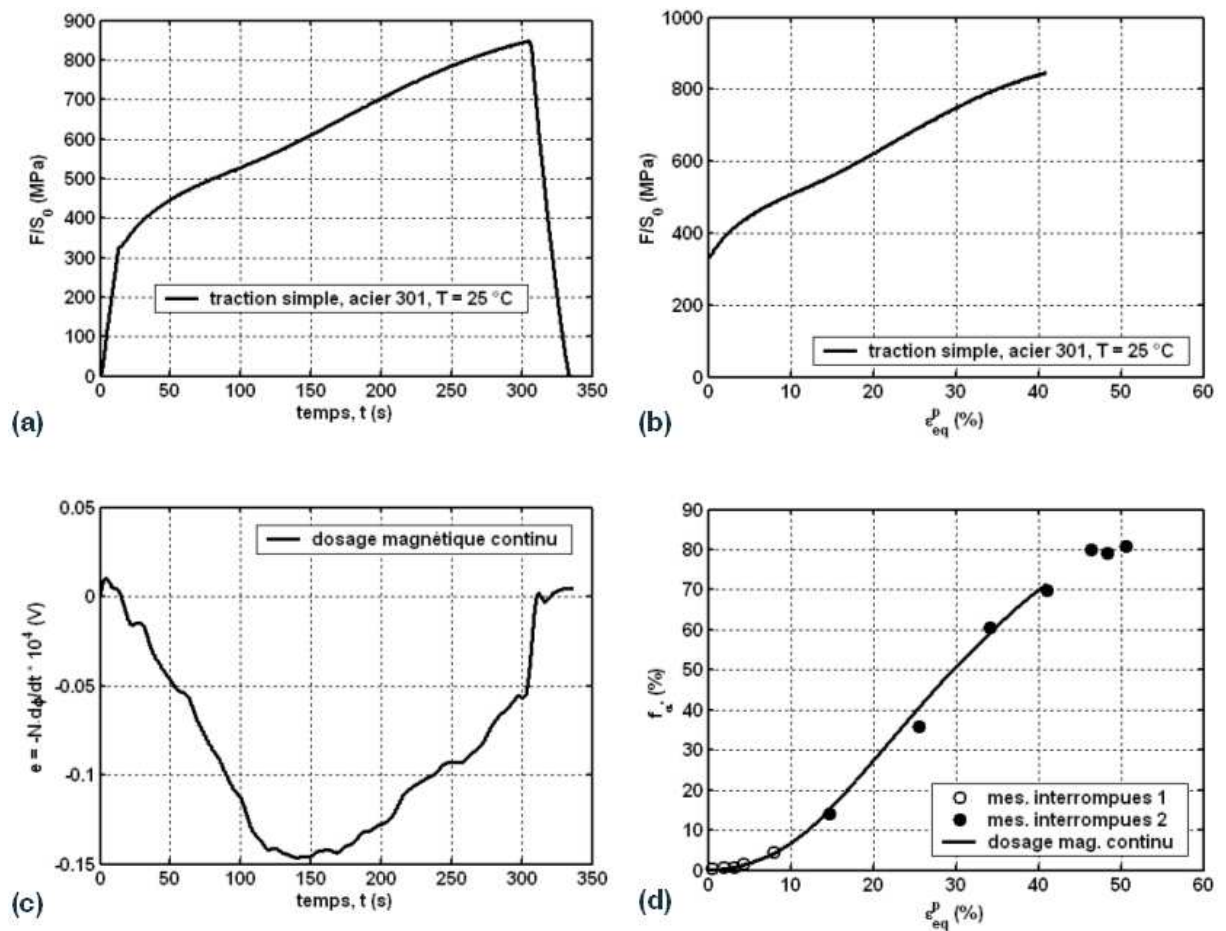 900
800
700
600
500
400
300
200
100
0
F/S0 (MPa)
traction simple, acier 301, T = 25 °C
0 50 100 150 200 250 300 350
temps, t (s)
(a)
1000
800
600
400
200
0
F/S0 (MPa)
traction simple, acier 301, T = 25 °C
0 10 20 30 40 50 60
εpeq (%)
(b)
0.05
0
-0.05
-0.1
-0.15
e = -N.dϕ/dt * 10^4 (V)
dosage magnétique continu
0 50 100 150 200 250 300 350
temps, t (s)
(c)
90
80
70
60
50
40
30
20
10
0
fα' (%)
mes. interrompues 1
mes. interrompues 2
dosage mag. continu
0 10 20 30 40 50 60
εpeq (%)
(d)